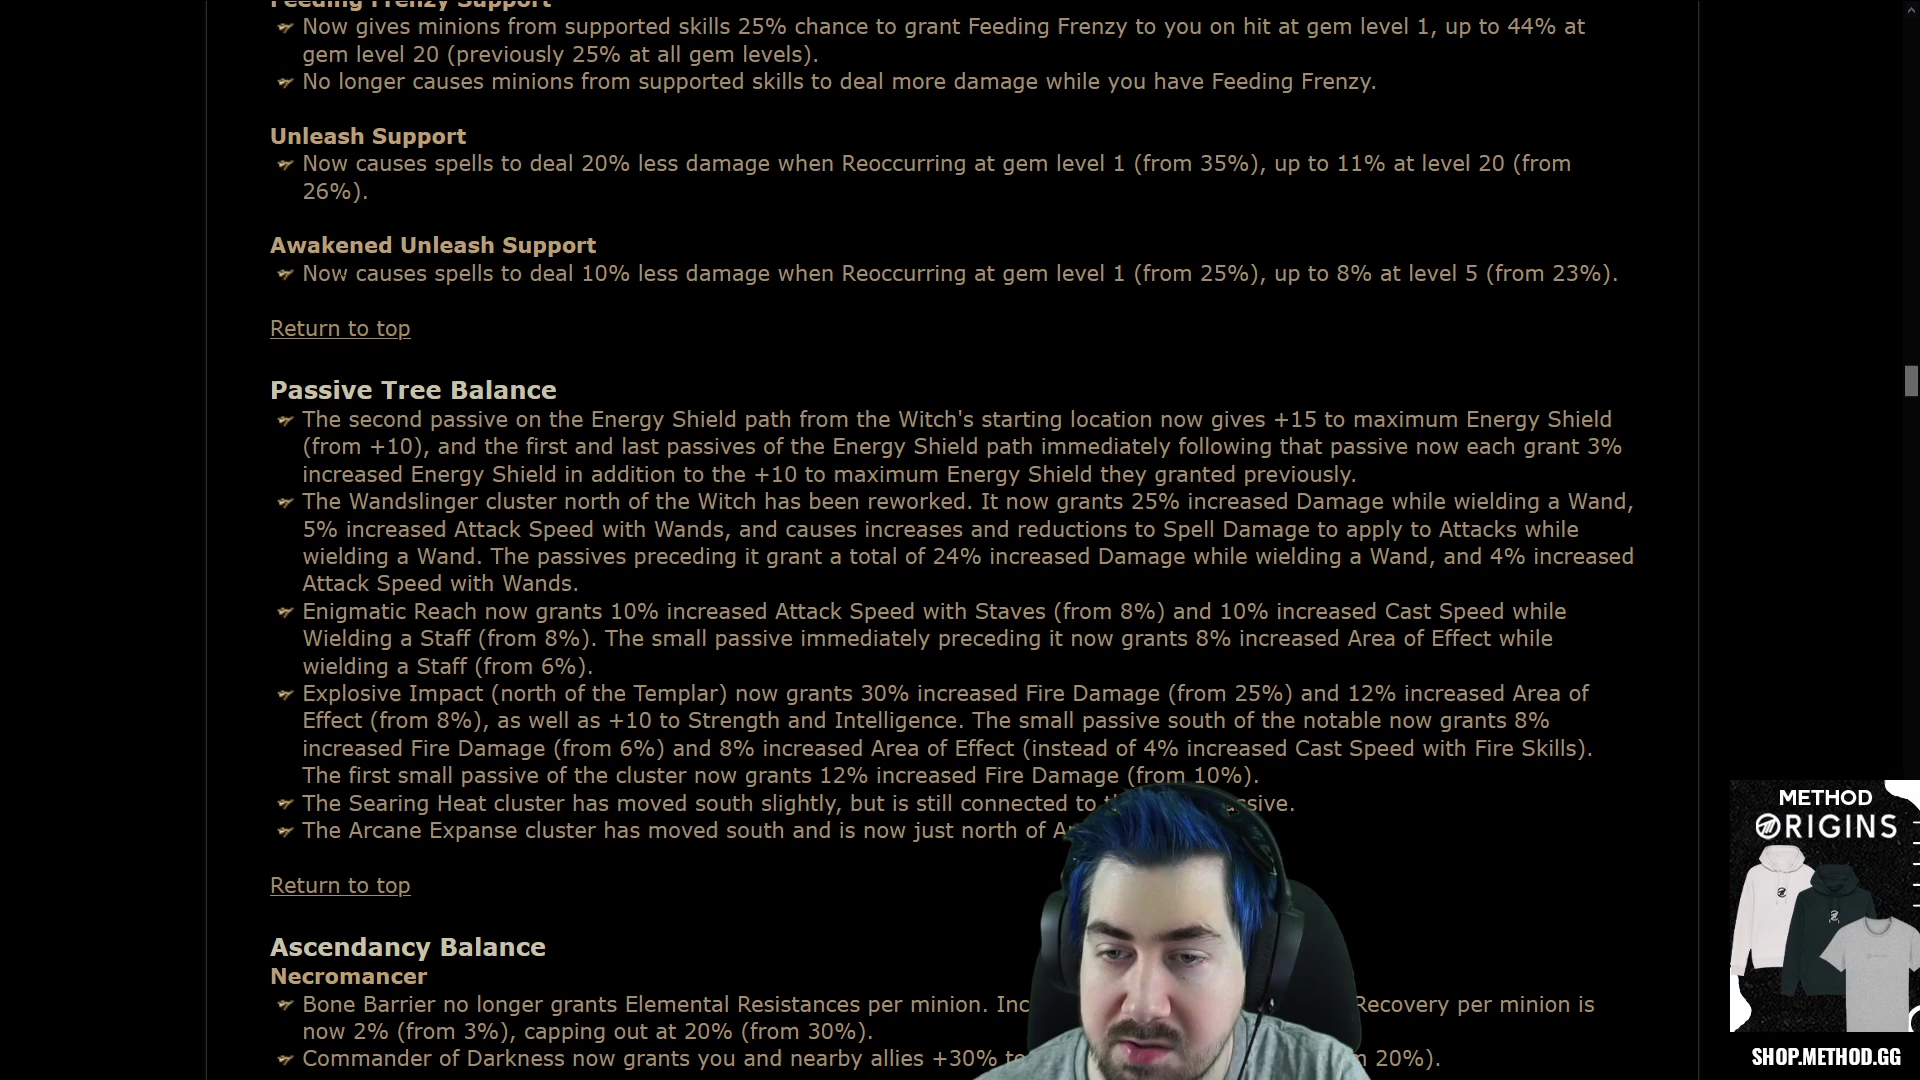 Feeding Frenzy Support
Now gives minions from supported skills 25% chance to grant Feeding Frenzy to you on hit at gem level 1, up to 44% at
gem level 20 (previously 25% at all gem levels).
No longer causes minions from supported skills to deal more damage while you have Feeding Frenzy.
Unleash Support
Now causes spells to deal 20% less damage when Reoccurring at gem level 1 (from 35%), up to 11% at level 20 (from
26%).
Awakened Unleash Support
Now causes spells to deal 10% less damage when Reoccurring at gem level 1 (from 25%), up to 8% at level 5 (from 23%).
Return to top
Passive Tree Balance
The second passive on the Energy Shield path from the Witch's starting location now gives +15 to maximum Energy Shield
(from +10), and the first and last passives of the Energy Shield path immediately following that passive now each grant 3%
increased Energy Shield in addition to the +10 to maximum Energy Shield they granted previously.
The Wandslinger cluster north of the Witch has been reworked. It now grants 25% increased Damage while wielding a Wand,
5% increased Attack Speed with Wands, and causes increases and reductions to Spell Damage to apply to Attacks while
wielding a Wand. The passives preceding it grant a total of 24% increased Damage while wielding a Wand, and 4% increased
Attack Speed with Wands.
Enigmatic Reach now grants 10% increased Attack Speed with Staves (from 8%) and 10% increased Cast Speed while
Wielding a Staff (from 8%). The small passive immediately preceding it now grants 8% increased Area of Effect while
wielding a Staff (from 6%).
Explosive Impact (north of the Templar) now grants 30% increased Fire Damage (from 25%) and 12% increased Area of
Effect (from 8%), as well as +10 to Strength and Intelligence. The small passive south of the notable now grants 8%
increased Fire Damage (from 6%) and 8% increased Area of Effect (instead of 4% increased Cast Speed with Fire Skills).
The first small passive of the cluster now grants 12% increased Fire Damage (from 10%).
The Searing Heat cluster has moved south slightly, but is still connected to
The Arcane Expanse cluster has moved south and is now just north of
Return to top
Ascendancy Balance
Necromancer
Bone Barrier no longer grants Elemental Resistances per minion. Recovery per minion is
now 2% (from 3%), capping out at 20% (from 30%).
Commander of Darkness now grants you and nearby allies +30% 20%).
METHOD
ORIGINS
SHOP.METHOD.GG